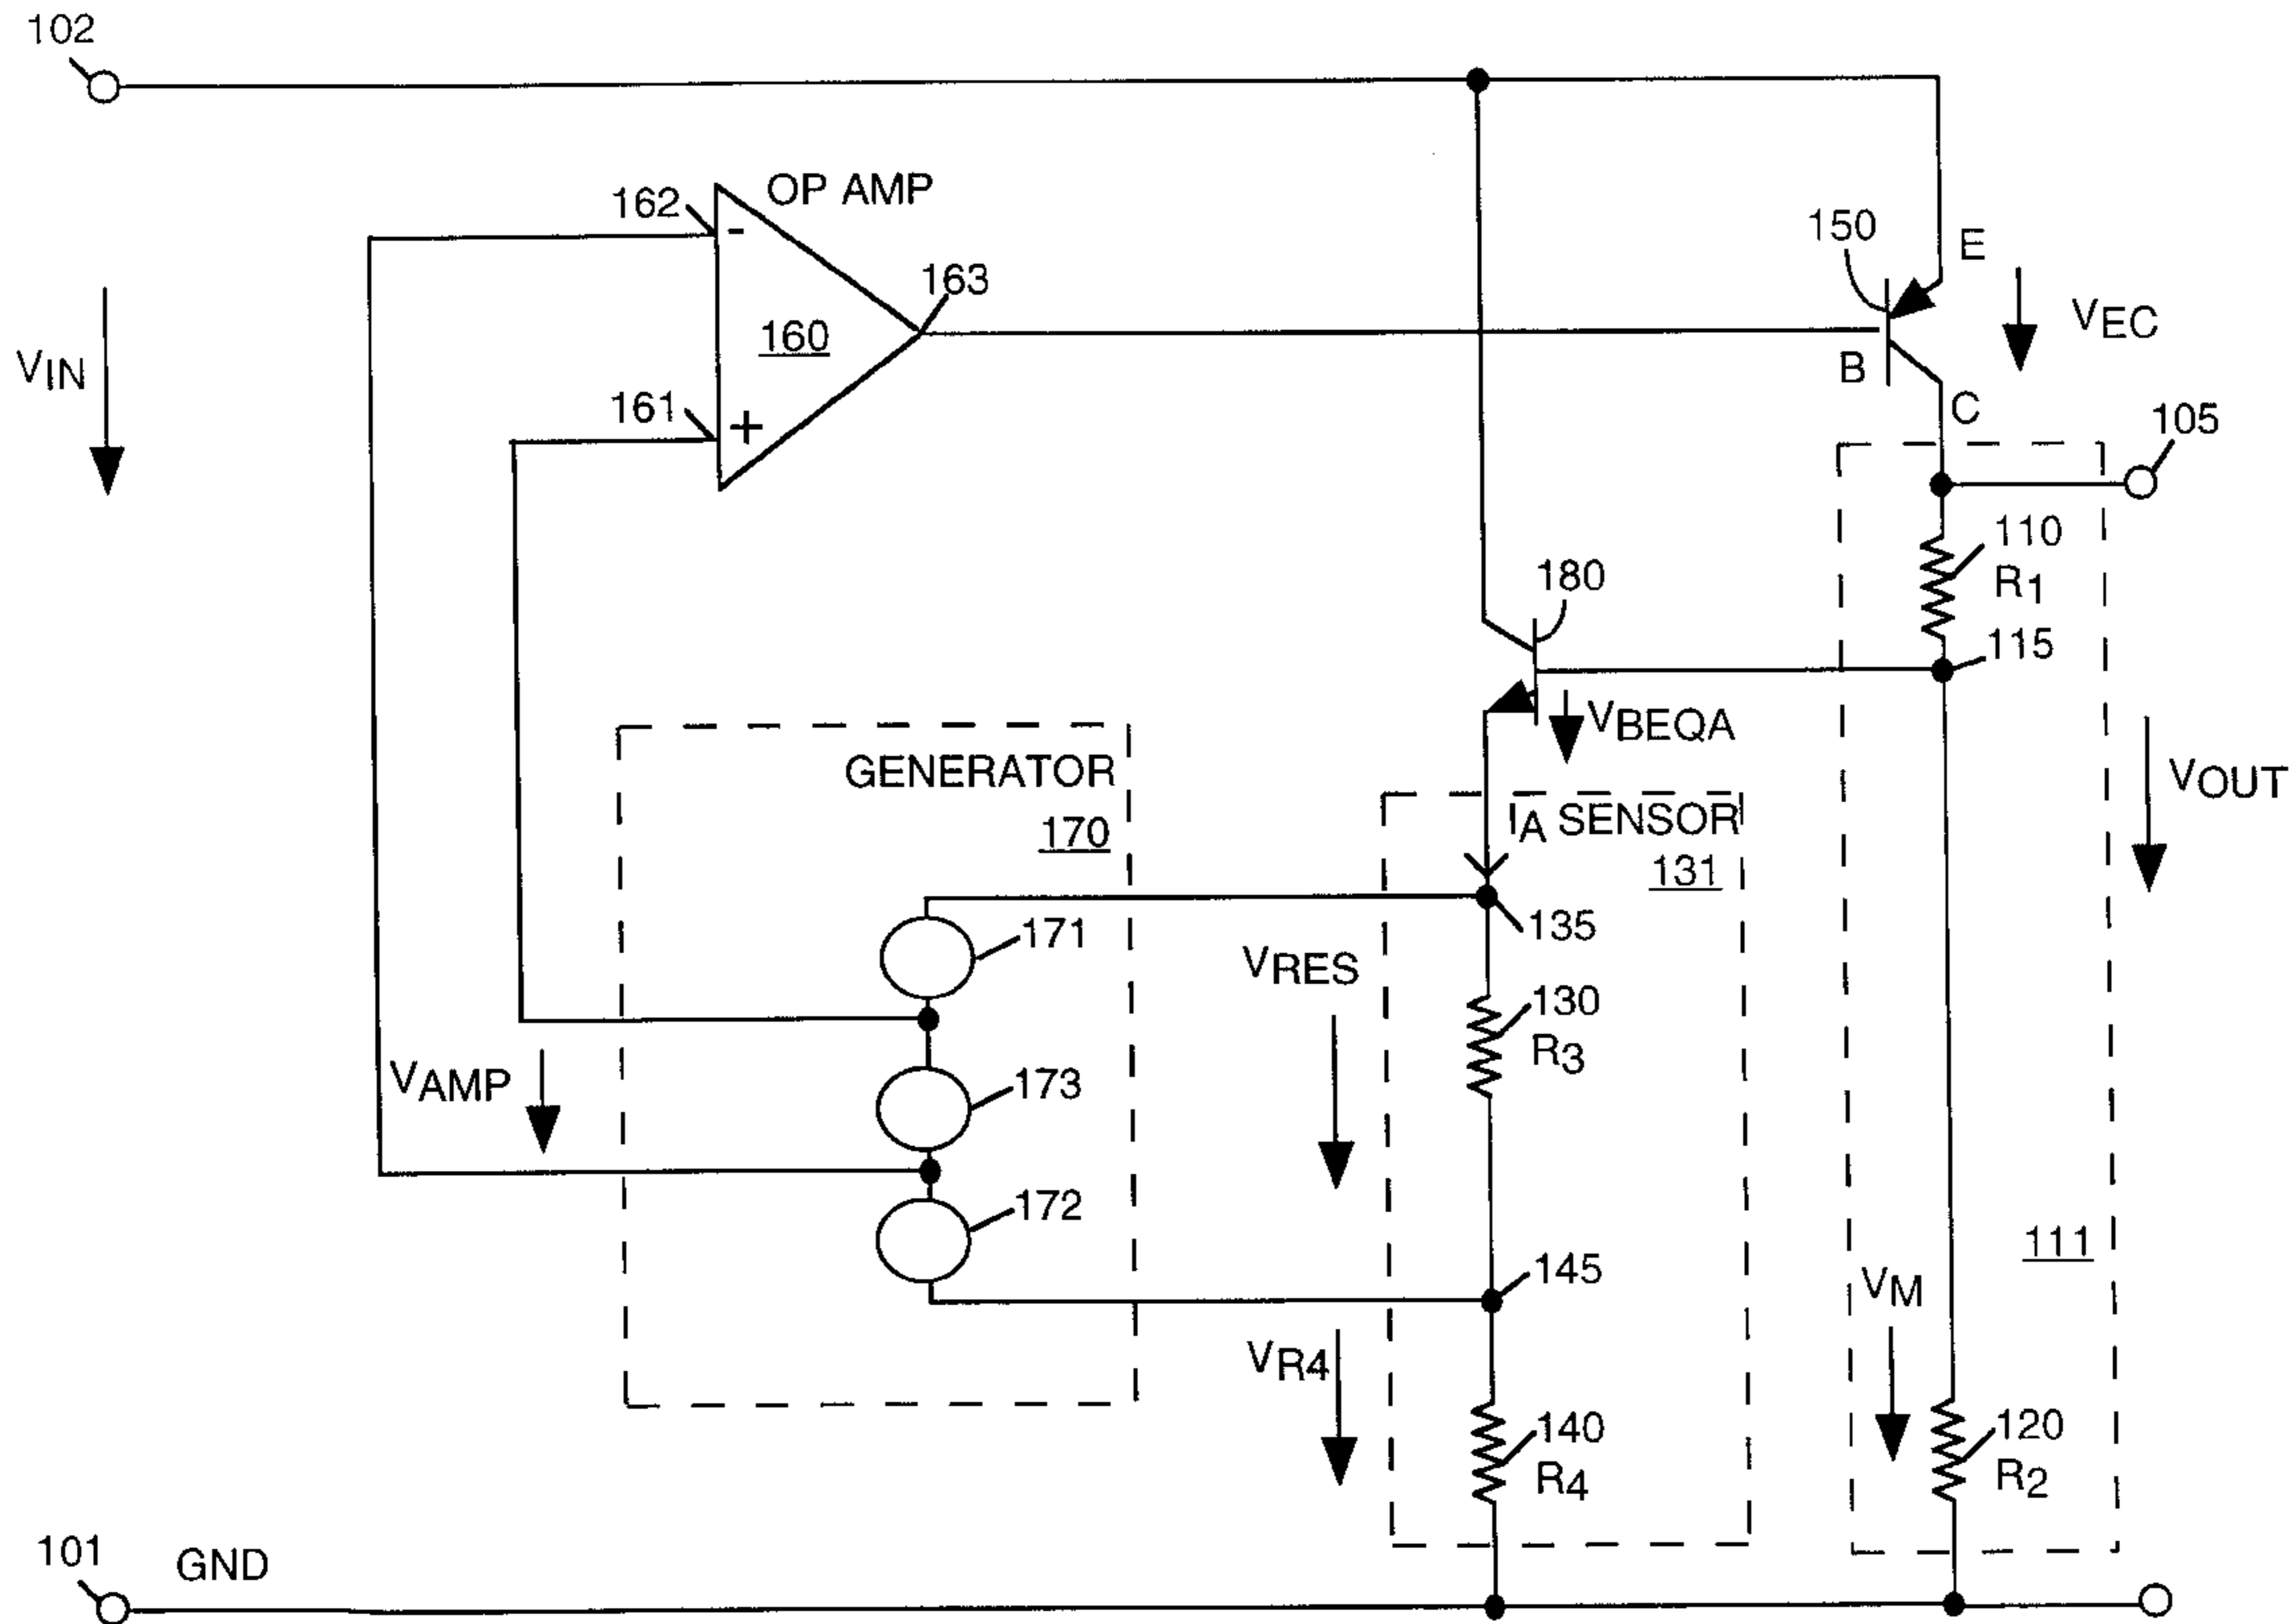 102
OP AMP
162
-
163
150
E
VIN
160
VEC
B
161
+
C
105
110
R1
180
115
VBEQA
GENERATOR
170
VOUT
IA SENSOR
131
171
135
VRES
130
R3
VAMP
173
172
145
111
VM
VR4
140
R4
120
R2
101
GND